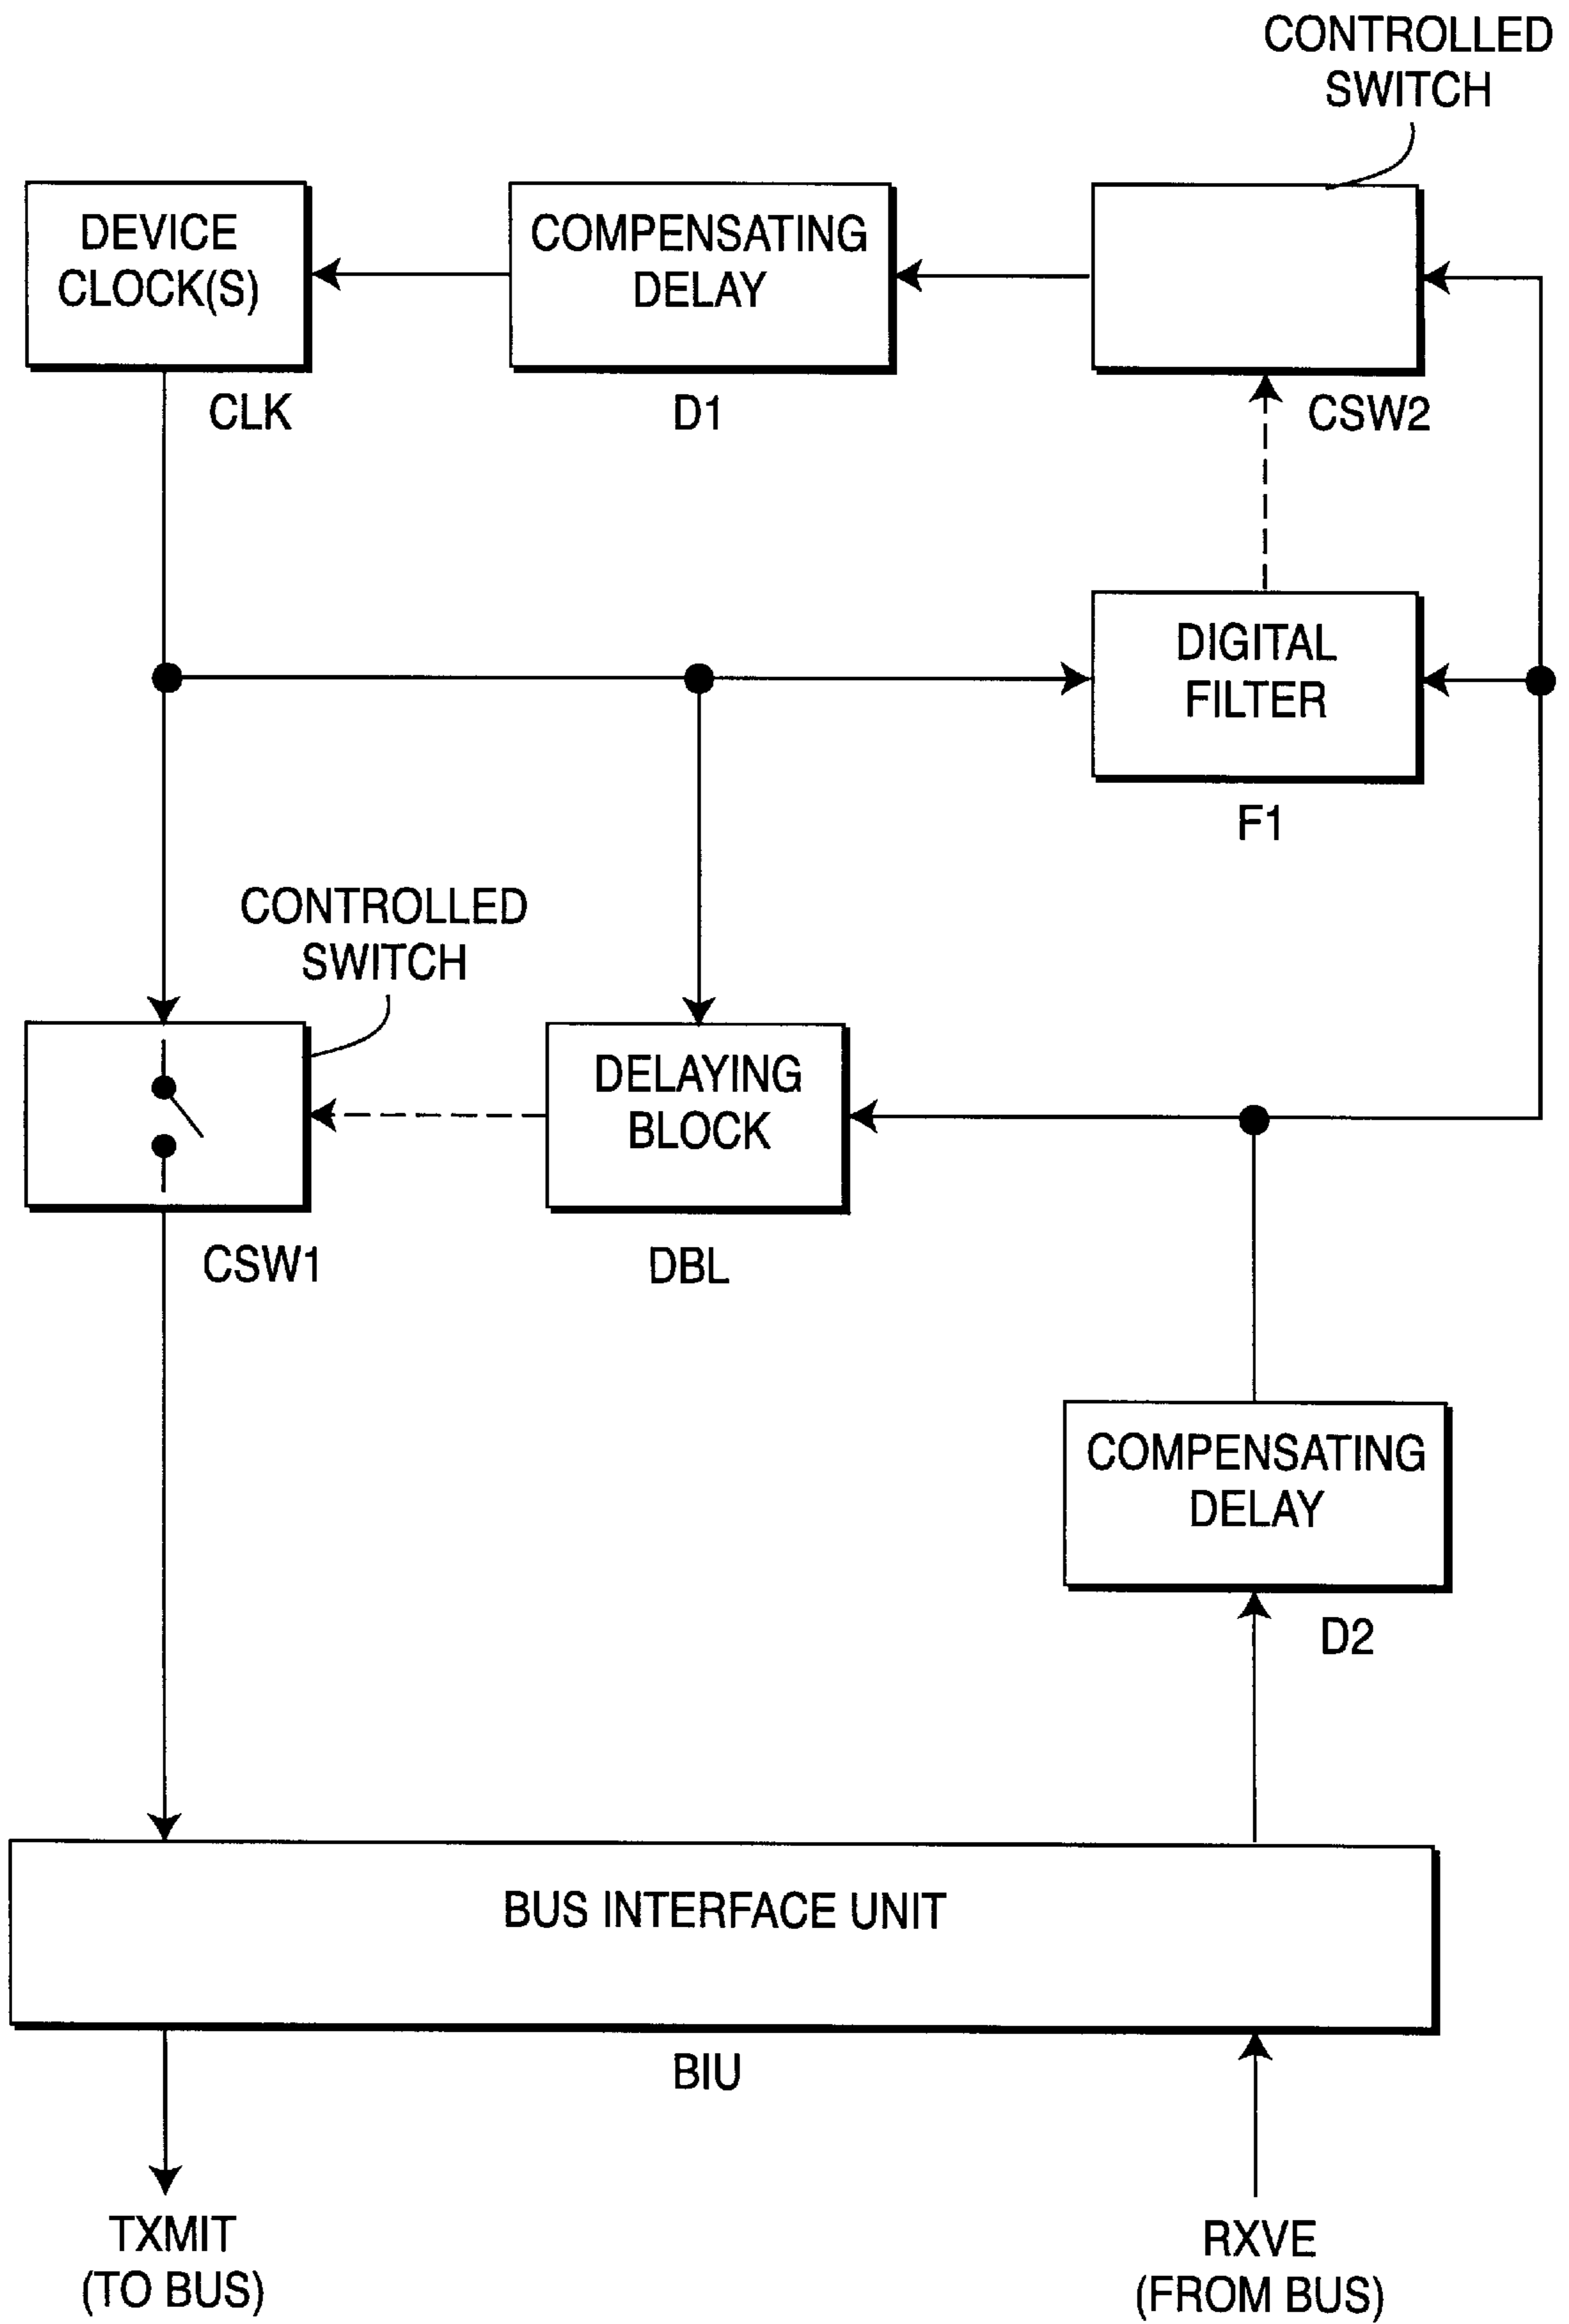 CONTROLLED
SWITCH
DEVICE
CLOCK(S)
COMPENSATING
DELAY
CLK
D1
CSW2
DIGITAL
FILTER
F1
CONTROLLED
SWITCH
DELAYING
BLOCK
CSW1
DBL
COMPENSATING
DELAY
D2
BUS INTERFACE UNIT
BIU
TXMIT
(TO BUS)
RXVE
(FROM BUS)